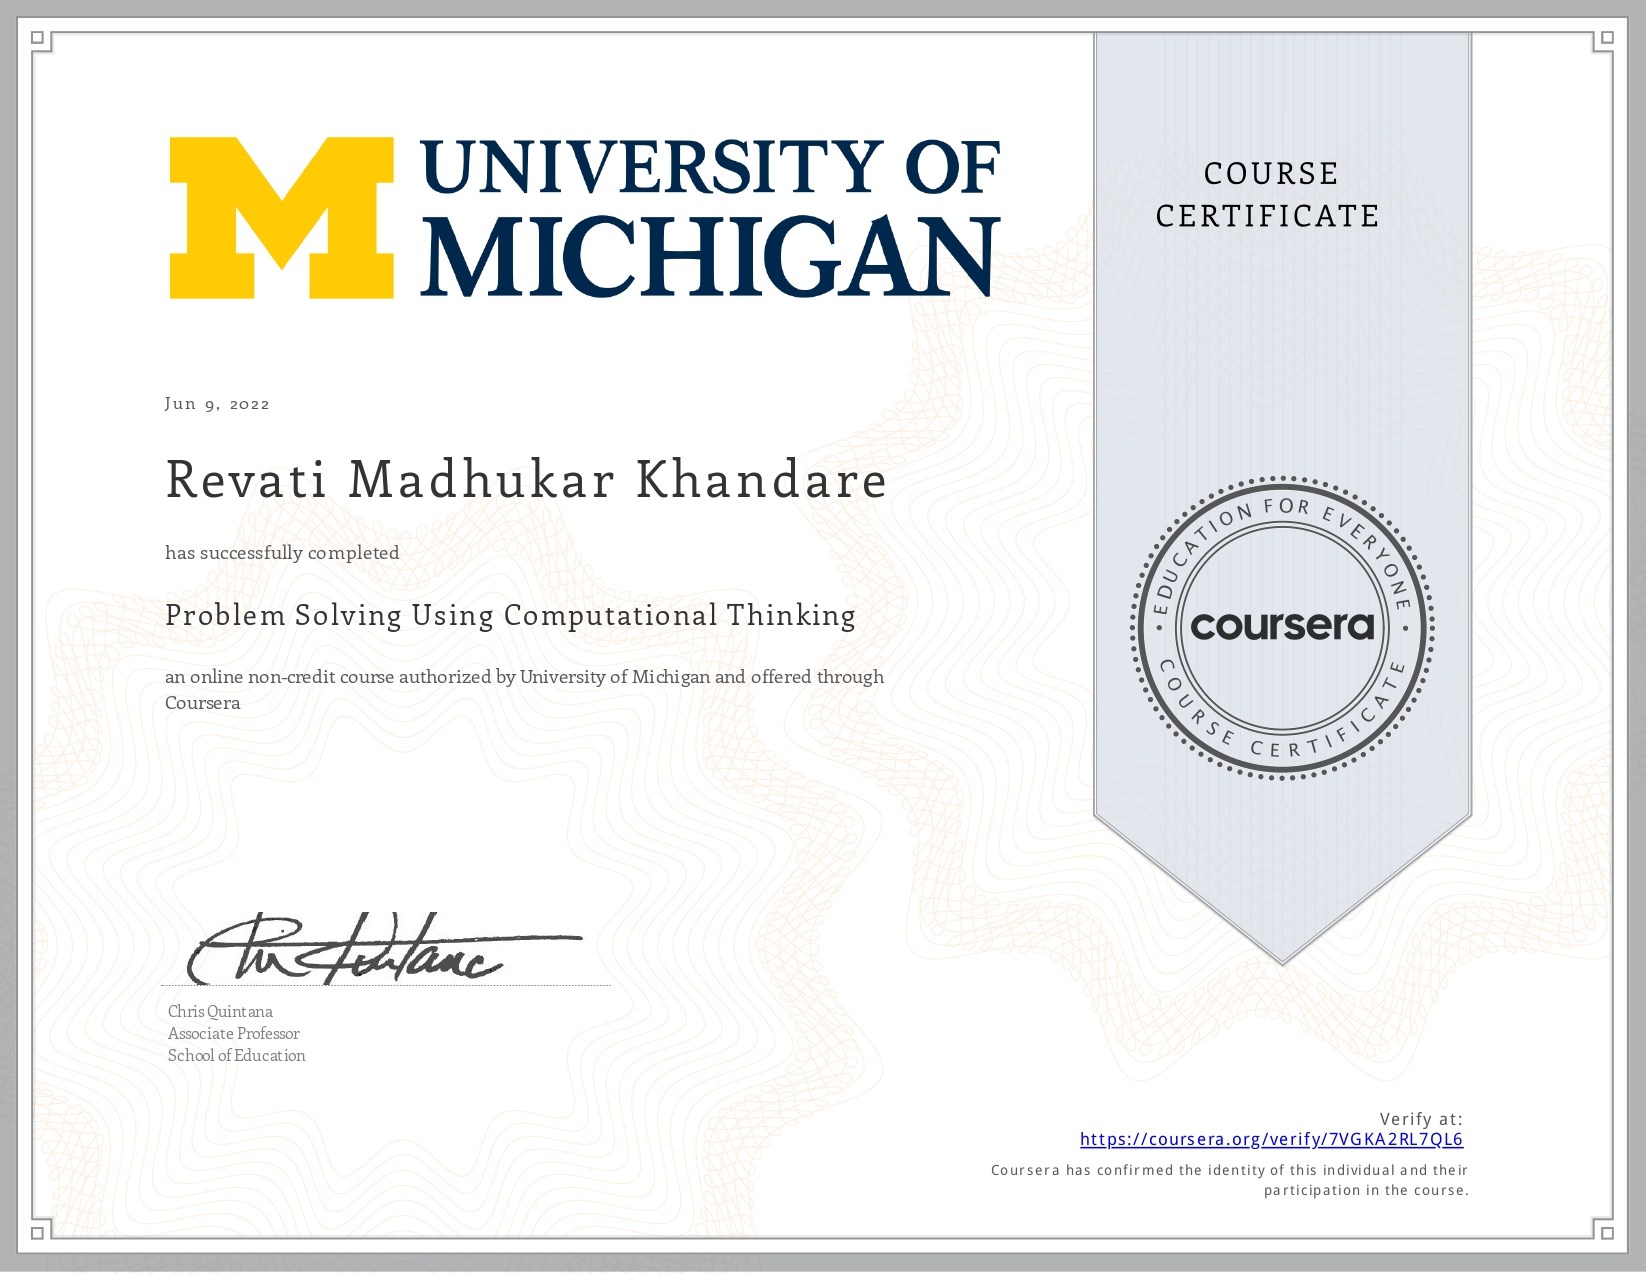 UNIVERSITY OF
MICHIGAN
COURSE
CERTIFICATE
Jun 9, 2022
Revati Madhukar Khandare
has successfully completed
Problem Solving Using Computational Thinking
an online non-credit course authorized by University of Michigan and offered through
Coursera
EDUCATION FOR EVERYONE
coursera
COURSE CERTIFICATE
Chris Quintana
Associate Professor
School of Education
Verify at:
https://coursera.org/verify/7VGKA2RL7QL6
Coursera has confirmed the identity of this individual and their
participation in the course.